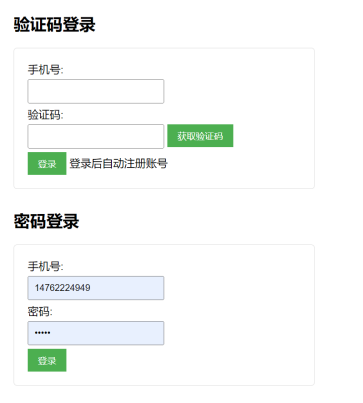 验证码登录
手机号:
验证码:
获取验证码
登录 登录后自动注册账号
密码登录
手机号:
14762224949
密码:
•••••
登录